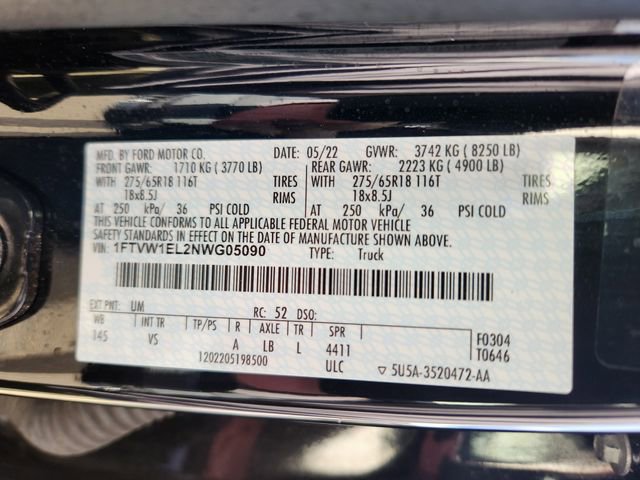 MFD. BY FORD MOTOR CO. DATE: 05/22 GVWR: 3742 KG ( 8250 LB)
FRONT GAWR: 1710 KG ( 3770 LB) REAR GAWR: 2223 KG ( 4900 LB)
WITH 275/65R18 116T TIRES WITH 275/65R18 116T TIRES
18x8.5J RIMS 18x8.5J RIMS
AT 250 kPa/ 36 PSI COLD AT 250 kPa/ 36 PSI COLD
THIS VEHICLE CONFORMS TO ALL APPLICABLE FEDERAL MOTOR VEHICLE
SAFETY STANDARDS IN EFFECT ON THE DATE OF MANUFACTURE SHOWN ABOVE.
VIN: 1FTVW1EL2NWG05090 TYPE: Truck
EXT PNT: UM RC: 52 DSO:
WB INT TR TP/PS R AXLE TR SPR F0304
145 VS A LB L 4411 T0646
1202205198500 ULC ▽ 5U5A-3520472-AA